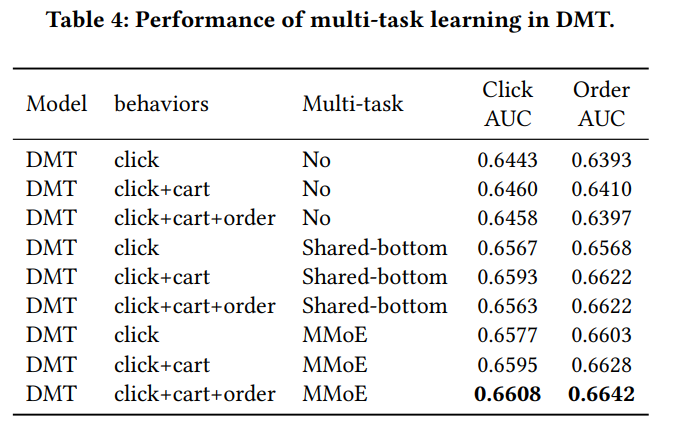 Table 4: Performance of multi-task learning in DMT.
Model behaviors Multi-task Click AUC Order AUC
DMT click No 0.6443 0.6393
DMT click+cart No 0.6460 0.6410
DMT click+cart+order No 0.6458 0.6397
DMT click Shared-bottom 0.6567 0.6568
DMT click+cart Shared-bottom 0.6593 0.6622
DMT click+cart+order Shared-bottom 0.6563 0.6622
DMT click MMoE 0.6577 0.6603
DMT click+cart MMoE 0.6595 0.6628
DMT click+cart+order MMoE 0.6608 0.6642